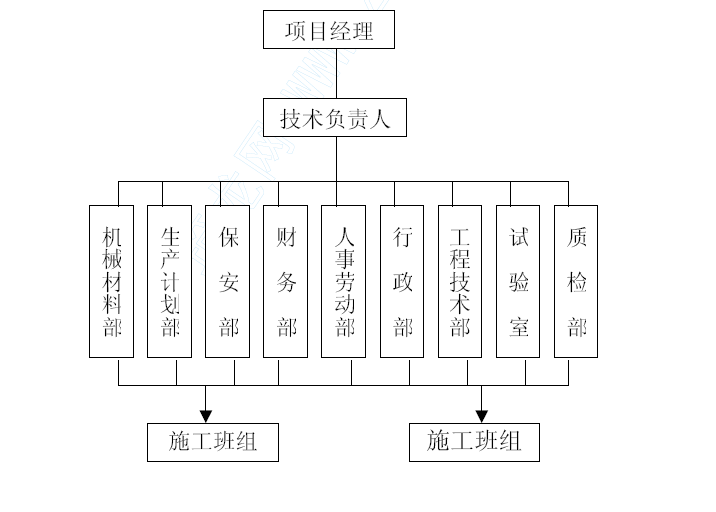 项目经理
技术负责人
机械材料部
生产计划部
保安部
财务部
人事劳动部
行政部
工程技术部
试验室
质检部
施工班组
施工班组